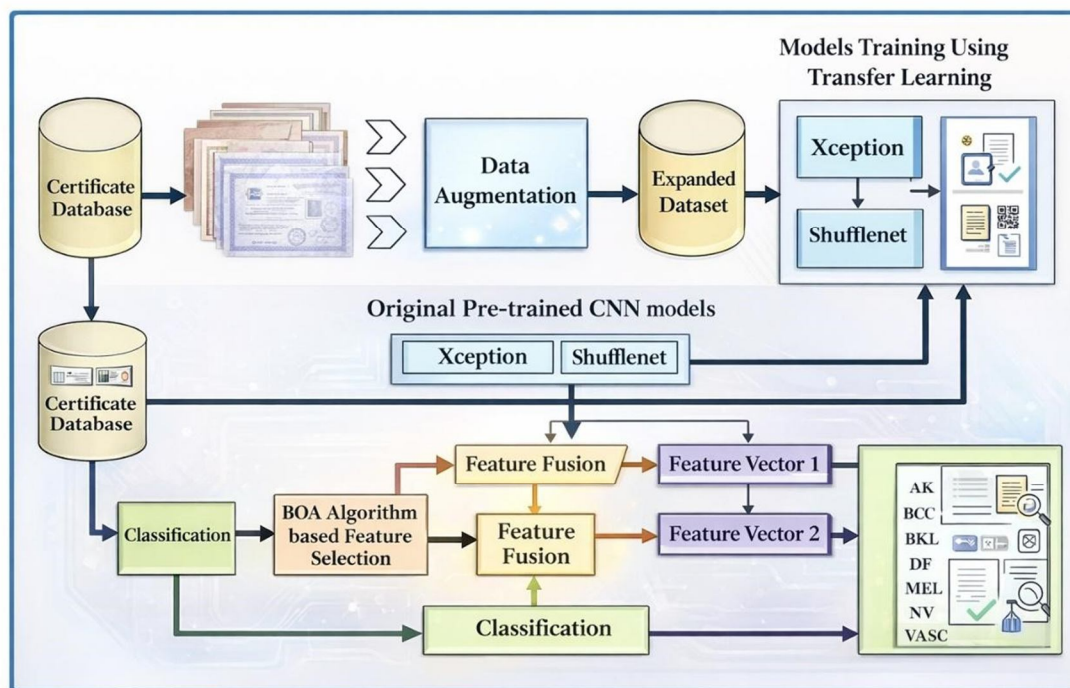 Models Training Using
Transfer Learning
Certificate
Database
Data
Augmentation
Expanded
Dataset
Xception
Shufflenet
Original Pre-trained CNN models
Xception
Shufflenet
Certificate
Database
Feature Fusion
Feature Vector 1
Classification
BOA Algorithm
based Feature
Selection
Feature
Fusion
Feature Vector 2
Classification
AK
BCC
BKL
DF
MEL
NV
VASC